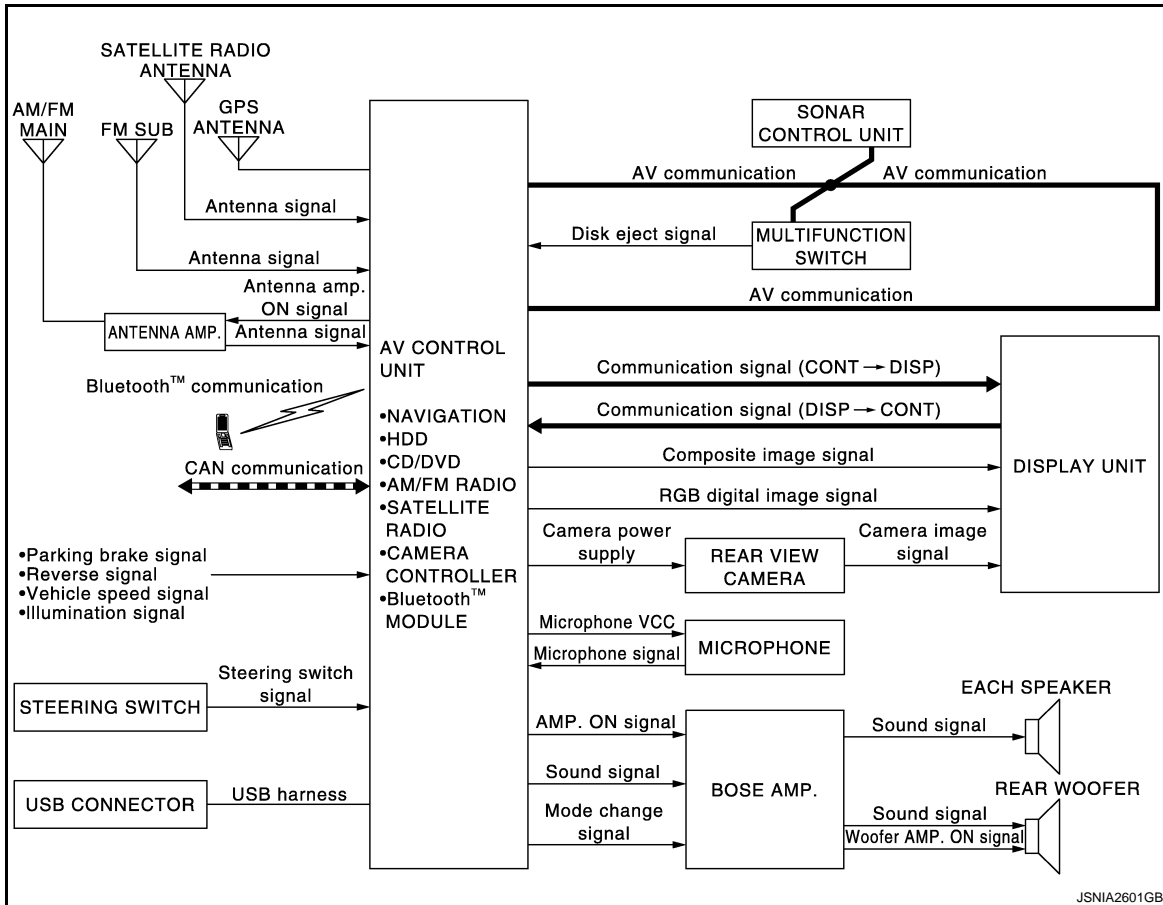 SATELLITE RADIO
ANTENNA
AM/FM
MAIN
FM SUB
GPS
ANTENNA
Antenna signal
Antenna signal
Antenna amp.
ON signal
ANTENNA AMP.
Antenna signal
Bluetooth™ communication
CAN communication
•Parking brake signal
•Reverse signal
•Vehicle speed signal
•Illumination signal
STEERING SWITCH
Steering switch
signal
USB CONNECTOR
USB harness
AV CONTROL
UNIT
•NAVIGATION
•HDD
•CD/DVD
•AM/FM RADIO
•SATELLITE
RADIO
•CAMERA
CONTROLLER
•Bluetooth™
MODULE
SONAR
CONTROL UNIT
AV communication
AV communication
Disk eject signal
MULTIFUNCTION
SWITCH
AV communication
Communication signal (CONT → DISP)
Communication signal (DISP → CONT)
Composite image signal
RGB digital image signal
DISPLAY UNIT
Camera power
supply
REAR VIEW
CAMERA
Camera image
signal
Microphone VCC
Microphone signal
MICROPHONE
AMP. ON signal
Sound signal
Mode change
signal
BOSE AMP.
EACH SPEAKER
Sound signal
REAR WOOFER
Sound signal
Woofer AMP. ON signal
JSNIA2601GB